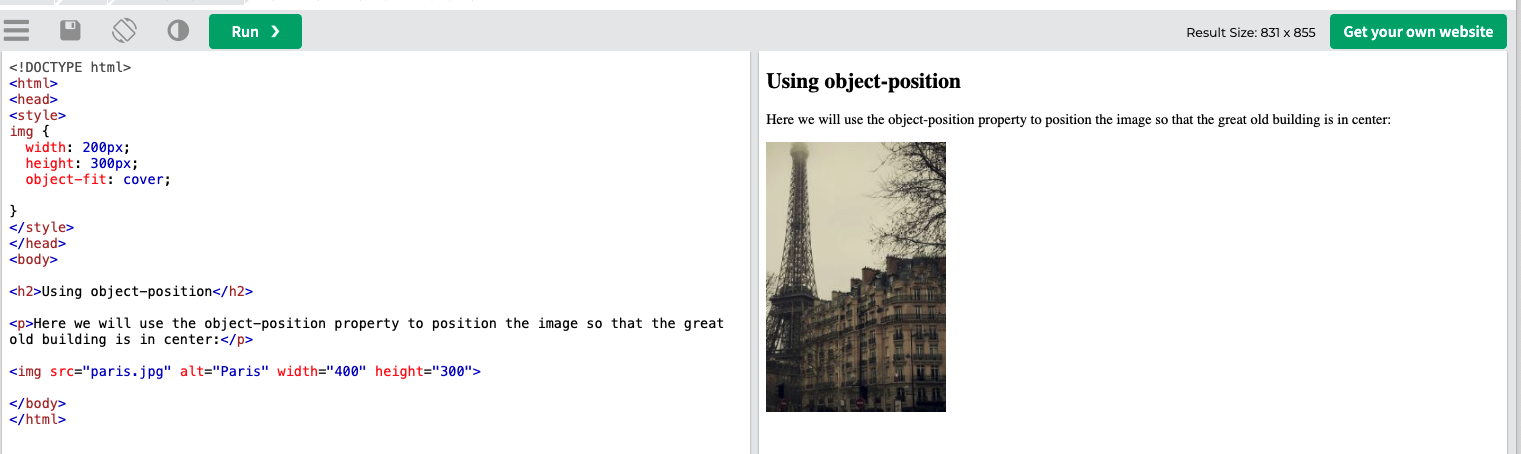 Run ❯
Result Size: 831 x 855
Get your own website
<!DOCTYPE html>
<html>
<head>
<style>
img {
  width: 200px;
  height: 300px;
  object-fit: cover;

}
</style>
</head>
<body>

<h2>Using object-position</h2>

<p>Here we will use the object-position property to position the image so that the great
old building is in center:</p>

<img src="paris.jpg" alt="Paris" width="400" height="300">

</body>
</html>
Using object-position
Here we will use the object-position property to position the image so that the great old building is in center: